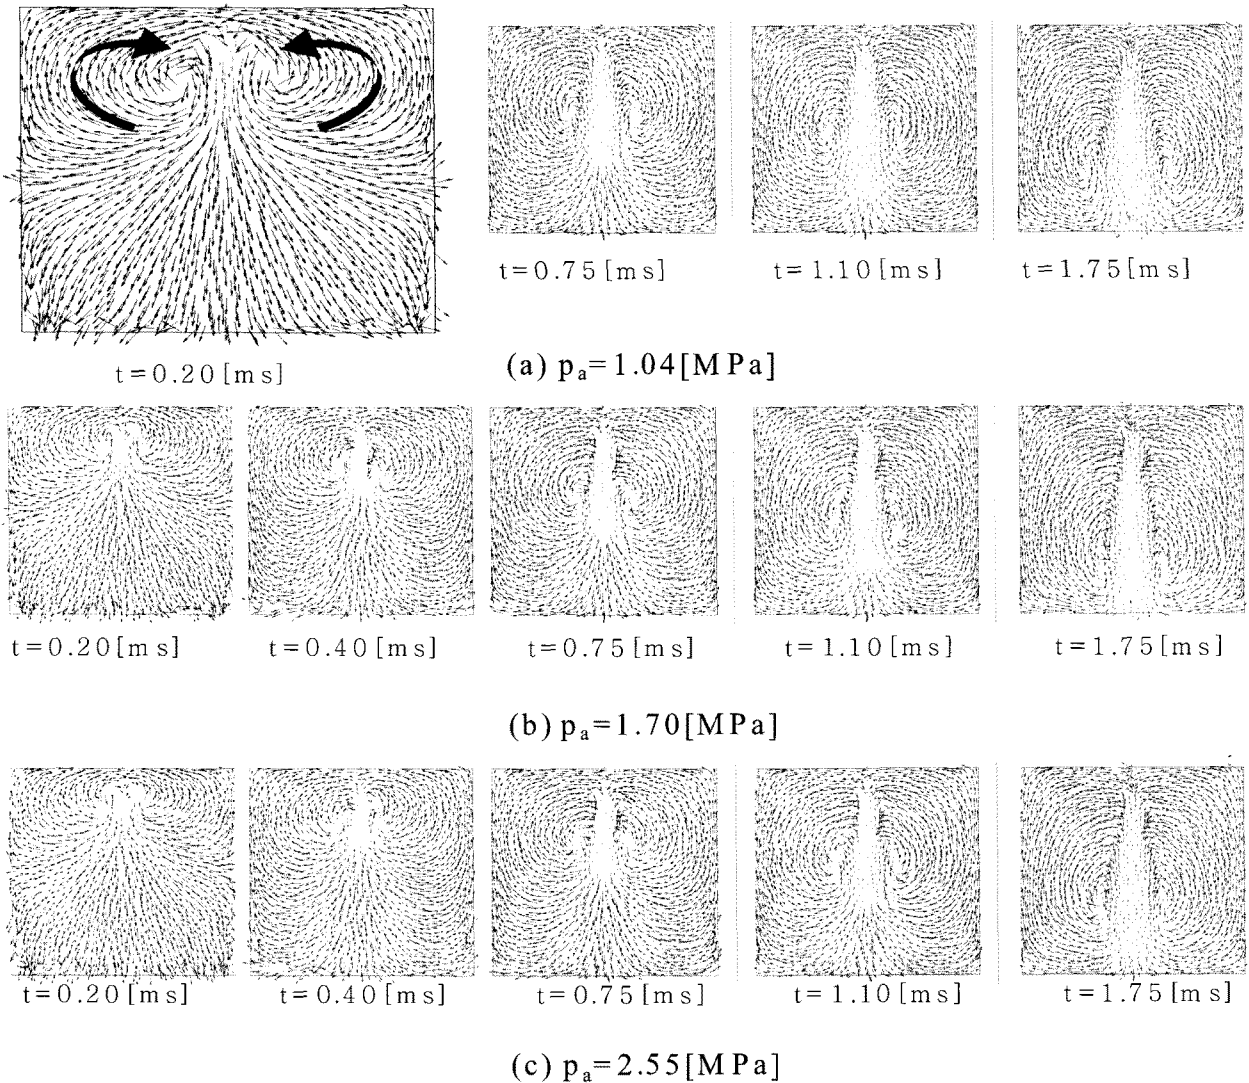 t=0.75[ms]
t=1.10[ms]
t=1.75[ms]
t=0.20[ms]
(a) pa=1.04[MPa]
t=0.20[ms]
t=0.40[ms]
t=0.75[ms]
t=1.10[ms]
t=1.75[ms]
(b) pa=1.70[MPa]
t=0.20[ms]
t=0.40[ms]
t=0.75[ms]
t=1.10[ms]
t=1.75[ms]
(c) pa=2.55[MPa]